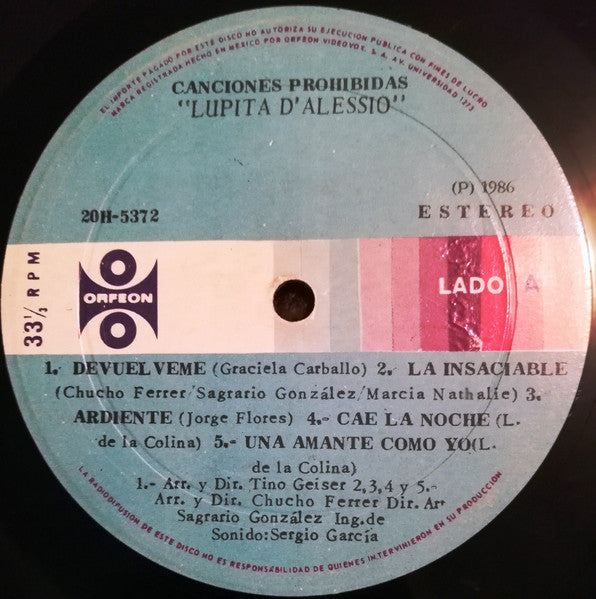 EL IMPORTE PAGADO POR ESTE DISCO NO AUTORIZA SU EJECUCION PUBLICA CON FINES DE LUCRO
MARCA REGISTRADA HECHO EN MEXICO POR ORFEON VIDEOVOX, S. A. AV. UNIVERSIDAD 1273
CANCIONES PROHIBIDAS
"LUPITA D'ALESSIO"
(P) 1986
20H-5372
ESTEREO
33⅓ RPM
ORFEON
LADO A
1. DEVUELVEME (Graciela Carballo) 2. LA INSACIABLE
(Chucho Ferrer/Sagrario González/Marcia Nathalie) 3.
ARDIENTE (Jorge Flores) 4.- CAE LA NOCHE (L.
de la Colina) 5.- UNA AMANTE COMO YO(L.
de la Colina)
1.- Arr. y Dir. Tino Geiser 2,3,4 y 5.-
Arr. y Dir. Chucho Ferrer Dir. Art
Sagrario González Ing.de
Sonido:Sergio García
LA RADIODIFUSION DE ESTE DISCO NO ES RESPONSABILIDAD DE QUIENES INTERVINIERON EN SU PRODUCCION